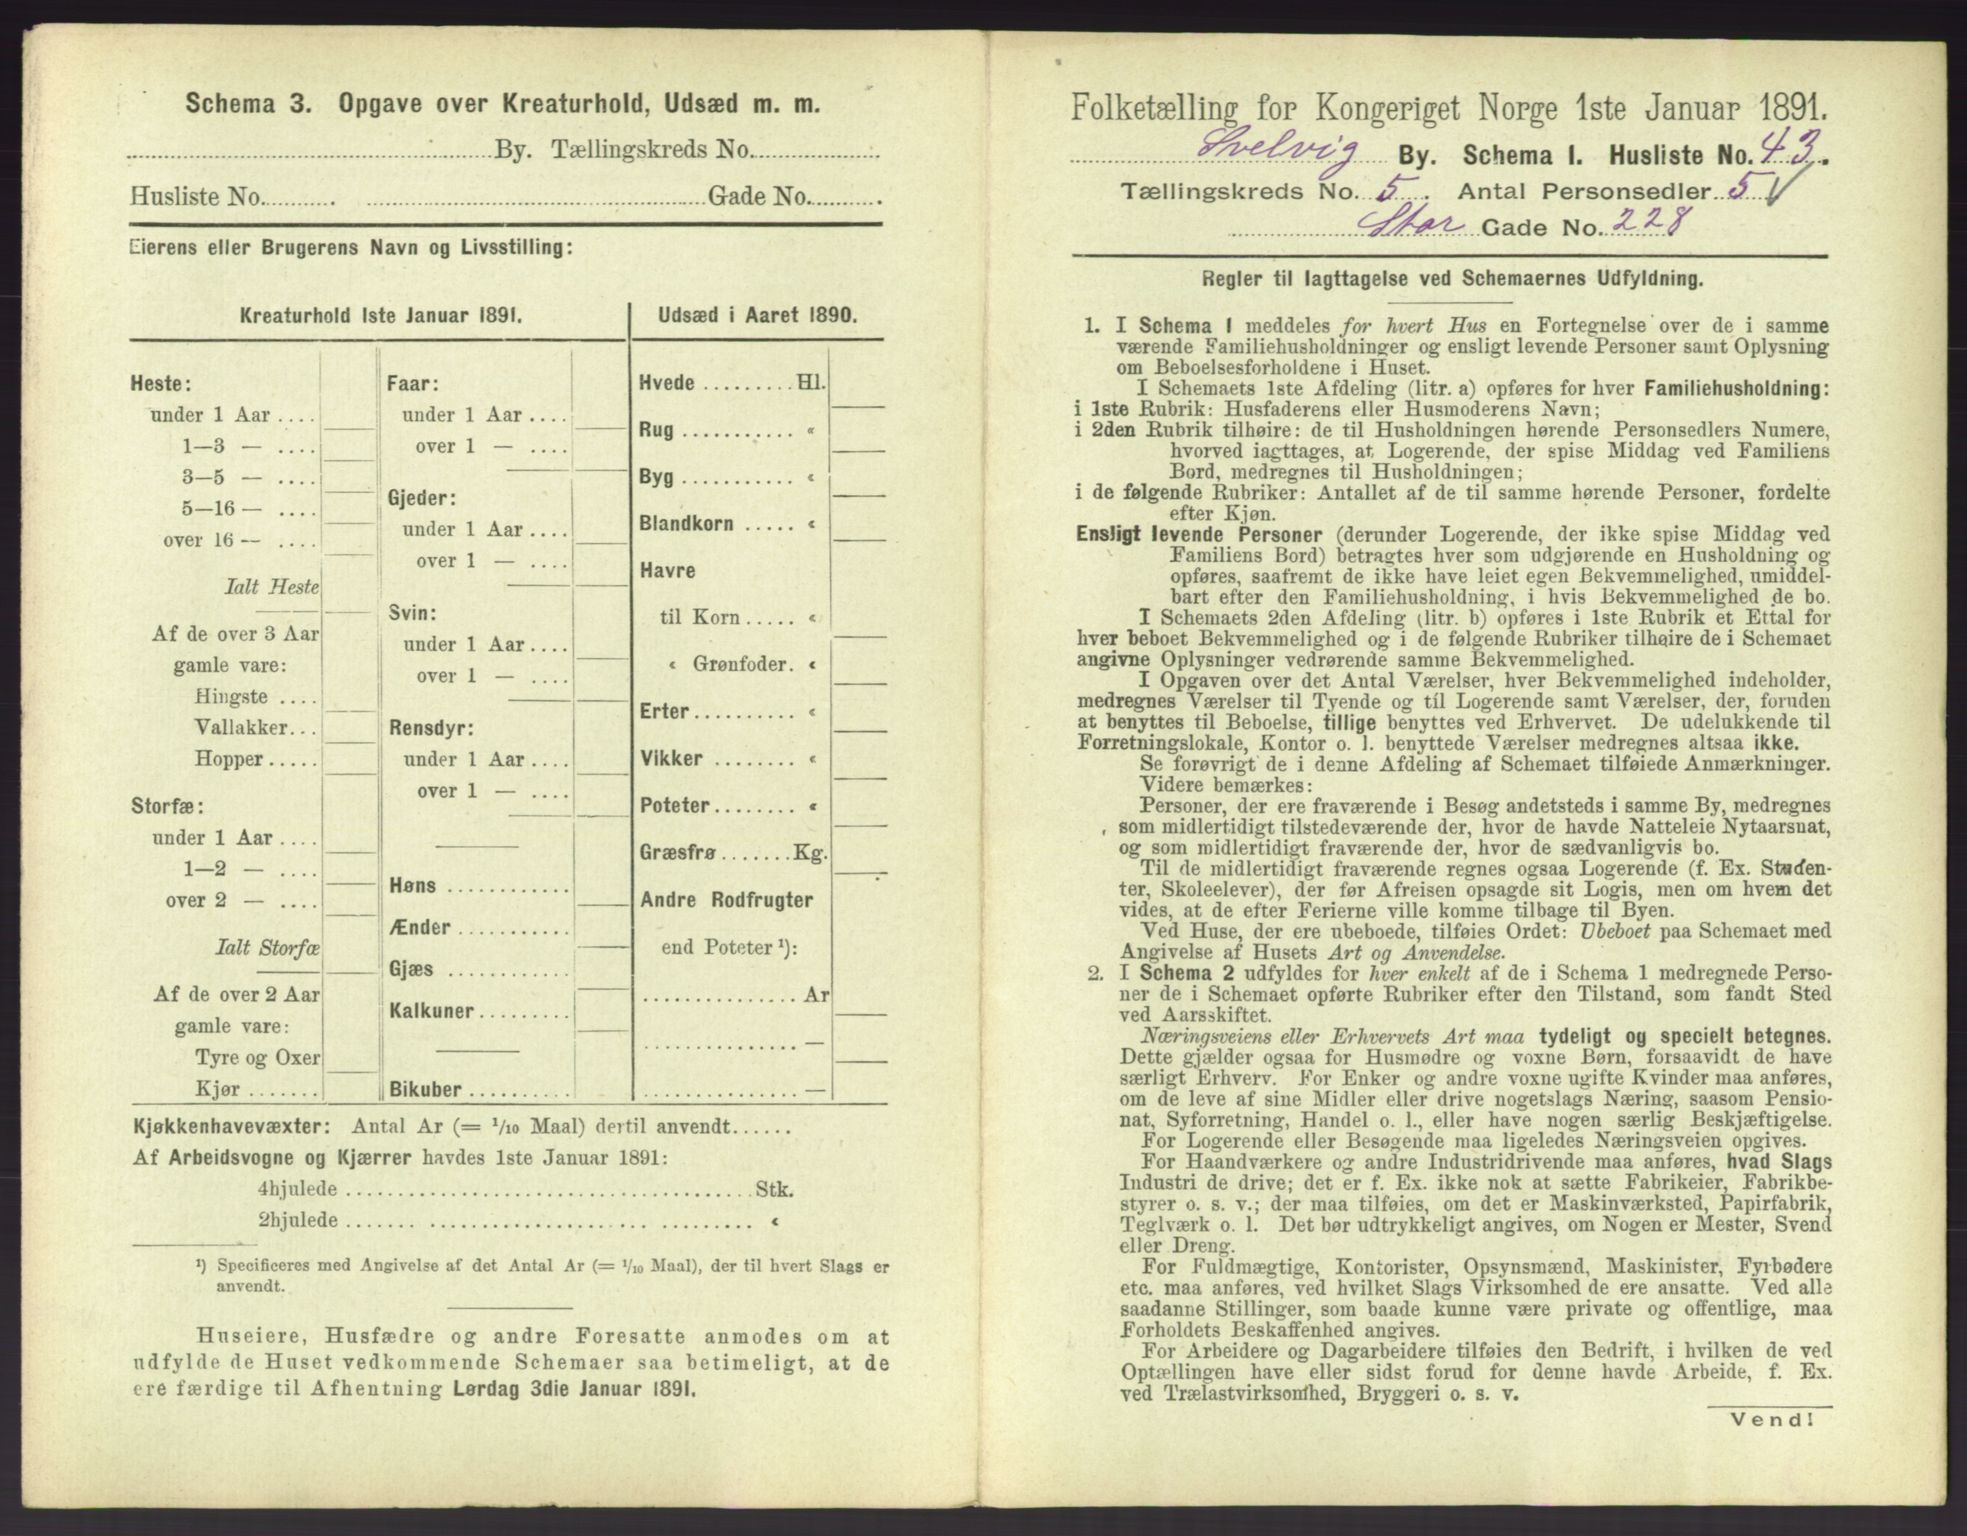 Schema 3. Opgave over Kreaturhold, Udsæd m. m.
By. Tællingskreds No.
Husliste No. Gade No.
Eierens eller Brugerens Navn og Livsstilling:
Kreaturhold 1ste Januar 1891.
Heste:
under 1 Aar
1—3 —
3—5 —
5—16 —
over 16 —
Ialt Heste
Af de over 3 Aar
gamle vare:
Hingste
Vallakker
Hopper
Storfæ:
under 1 Aar
1—2 —
over 2 —
Ialt Storfæ
Af de over 2 Aar
gamle vare:
Tyre og Oxer
Kjør
Faar:
under 1 Aar
over 1 —
Gjeder:
under 1 Aar
over 1 —
Svin:
under 1 Aar
over 1 —
Rensdyr:
under 1 Aar
over 1 —
Høns
Ænder
Gjæs
Kalkuner
Bikuber
Udsæd i Aaret 1890.
Hvede Hl.
Rug «
Byg «
Blandkorn «
Havre
til Korn «
« Grønfoder. «
Erter «
Vikker «
Poteter «
Græsfrø Kg.
Andre Rodfrugter
end Poteter ¹):
Ar
—
—
Kjøkkenhavevæxter: Antal Ar (= 1/10 Maal) dertil anvendt
Af Arbeidsvogne og Kjærrer havdes 1ste Januar 1891:
4hjulede Stk.
2hjulede «
¹) Specificeres med Angivelse af det Antal Ar (= 1/10 Maal), der til hvert Slags er
anvendt.
Huseiere, Husfædre og andre Foresatte anmodes om at
udfylde de Huset vedkommende Schemaer saa betimeligt, at de
ere færdige til Afhentning Lørdag 3die Januar 1891.
Folketælling for Kongeriget Norge 1ste Januar 1891.
Svelvig By. Schema 1. Husliste No. 43.
Tællingskreds No. 5. Antal Personsedler 5 ✓
Stor Gade No. 228
Regler til Iagttagelse ved Schemaernes Udfyldning.
1. I Schema 1 meddeles for hvert Hus en Fortegnelse over de i samme
værende Familiehusholdninger og ensligt levende Personer samt Oplysning
om Beboelsesforholdene i Huset.
I Schemaets 1ste Afdeling (litr. a) opføres for hver Familiehusholdning:
i 1ste Rubrik: Husfaderens eller Husmoderens Navn;
i 2den Rubrik tilhøire: de til Husholdningen hørende Personsedlers Numere,
hvorved iagttages, at Logerende, der spise Middag ved Familiens
Bord, medregnes til Husholdningen;
i de følgende Rubriker: Antallet af de til samme hørende Personer, fordelte
efter Kjøn.
Ensligt levende Personer (derunder Logerende, der ikke spise Middag ved
Familiens Bord) betragtes hver som udgjørende en Husholdning og
opføres, saafremt de ikke have leiet egen Bekvemmelighed, umiddel-
bart efter den Familiehusholdning, i hvis Bekvemmelighed de bo.
I Schemaets 2den Afdeling (litr. b) opføres i 1ste Rubrik et Ettal for
hver beboet Bekvemmelighed og i de følgende Rubriker tilhøire de i Schemaet
angivne Oplysninger vedrørende samme Bekvemmelighed.
I Opgaven over det Antal Værelser, hver Bekvemmelighed indeholder,
medregnes Værelser til Tyende og til Logerende samt Værelser, der, foruden
at benyttes til Beboelse, tillige benyttes ved Erhvervet. De udelukkende til
Forretningslokale, Kontor o. l. benyttede Værelser medregnes altsaa ikke.
Se forøvrigt de i denne Afdeling af Schemaet tilføiede Anmærkninger.
Videre bemærkes:
Personer, der ere fraværende i Besøg andetsteds i samme By, medregnes
som midlertidigt tilstedeværende der, hvor de havde Natteleie Nytaarsnat,
og som midlertidigt fraværende der, hvor de sædvanligvis bo.
Til de midlertidigt fraværende regnes ogsaa Logerende (f. Ex. Studen-
ter, Skoleelever), der før Afreisen opsagde sit Logis, men om hvem det
vides, at de efter Ferierne ville komme tilbage til Byen.
Ved Huse, der ere ubeboede, tilføies Ordet: Ubeboet paa Schemaet med
Angivelse af Husets Art og Anvendelse.
2. I Schema 2 udfyldes for hver enkelt af de i Schema 1 medregnede Perso-
ner de i Schemaet opførte Rubriker efter den Tilstand, som fandt Sted
ved Aarsskiftet.
Næringsveiens eller Erhvervets Art maa tydeligt og specielt betegnes.
Dette gjælder ogsaa for Husmødre og voxne Børn, forsaavidt de have
særligt Erhverv. For Enker og andre voxne ugifte Kvinder maa anføres,
om de leve af sine Midler eller drive nogetslags Næring, saasom Pensio-
nat, Syforretning, Handel o. l., eller have nogen særlig Beskjæftigelse.
For Logerende eller Besøgende maa ligeledes Næringsveien opgives.
For Haandværkere og andre Industridrivende maa anføres, hvad Slags
Industri de drive; det er f. Ex. ikke nok at sætte Fabrikeier, Fabrikbe-
styrer o. s. v.; der maa tilføies, om det er Maskinværksted, Papirfabrik,
Teglværk o. l. Det bør udtrykkeligt angives, om Nogen er Mester, Svend
eller Dreng.
For Fuldmægtige, Kontorister, Opsynsmænd, Maskinister, Fyrbødere
etc. maa anføres, ved hvilket Slags Virksomhed de ere ansatte. Ved alle
saadanne Stillinger, som baade kunne være private og offentlige, maa
Forholdets Beskaffenhed angives.
For Arbeidere og Dagarbeidere tilføies den Bedrift, i hvilken de ved
Optællingen have eller sidst forud for denne havde Arbeide, f. Ex.
ved Trælastvirksomhed, Bryggeri o. s. v.
Vend!